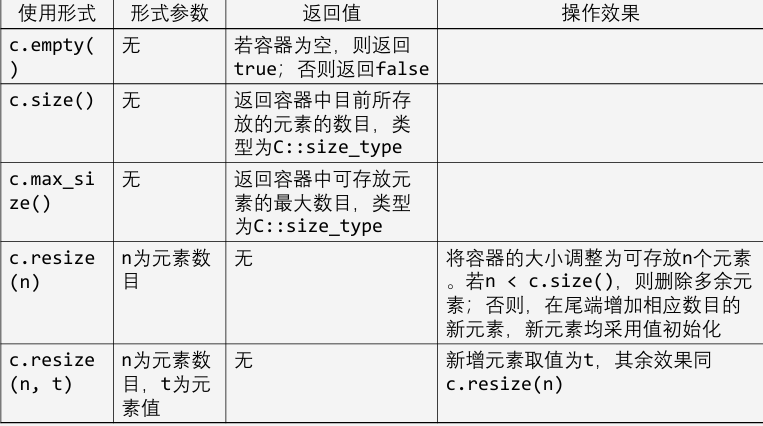 使用形式 形式参数 返回值 操作效果
c.empty( 无 若容器为空，则返回
) true；否则返回false
c.size() 无 返回容器中目前所存
放的元素的数目，类
型为C::size_type
c.max_si 无 返回容器中可存放元
ze() 素的最大数目，类型
为C::size_type
c.resize n为元素数 无 将容器的大小调整为可存放n个元素
(n) 目 。若n < c.size()，则删除多余元
素；否则，在尾端增加相应数目的
新元素，新元素均采用值初始化
c.resize n为元素数 无 新增元素取值为t，其余效果同
(n, t) 目，t为元 c.resize(n)
素值